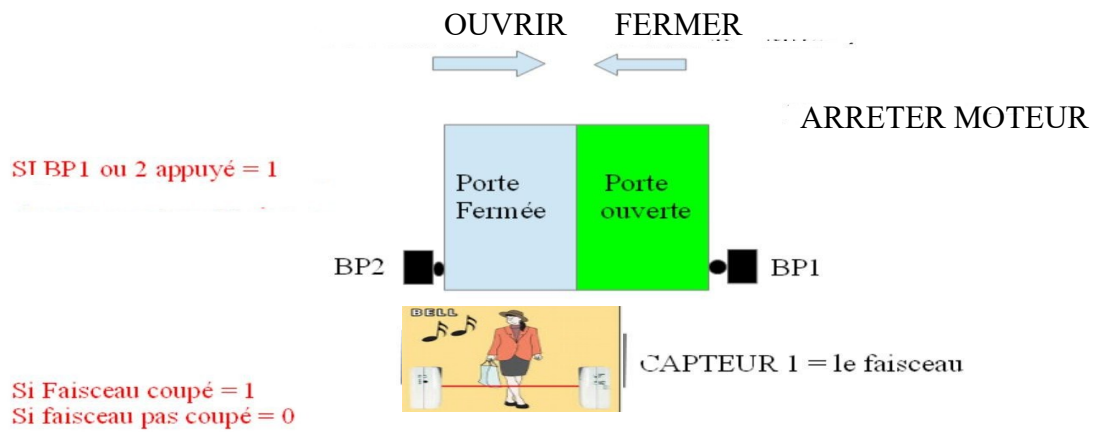 OUVRIR FERMER
ARRETER MOTEUR
SI BP1 ou 2 appuyé = 1
Porte
Fermée
Porte
ouverte
BP2
BP1
BELL
CAPTEUR 1 = le faisceau
Si Faisceau coupé = 1
Si faisceau pas coupé = 0